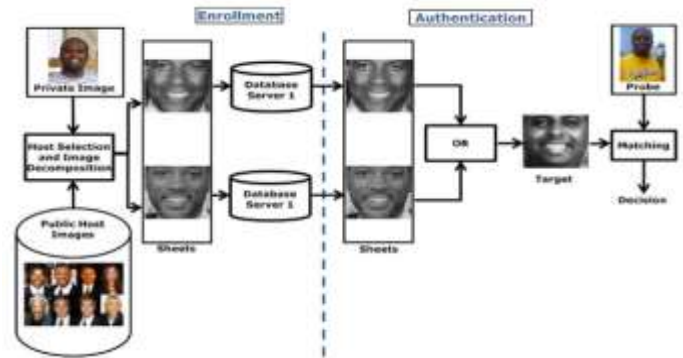 Enrollment
Authentication
Private Image
Host Selection
and Image
Decomposition
Public Host
Images
Sheets
Database
Server 1
Database
Server 1
Sheets
OR
Target
Probe
Matching
Decision